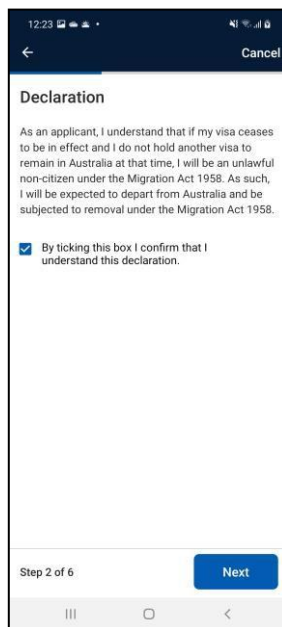 12:23
Cancel
Declaration
As an applicant, I understand that if my visa ceases
to be in effect and I do not hold another visa to
remain in Australia at that time, I will be an unlawful
non-citizen under the Migration Act 1958. As such,
I will be expected to depart from Australia and be
subjected to removal under the Migration Act 1958.
By ticking this box I confirm that I
understand this declaration.
Step 2 of 6
Next